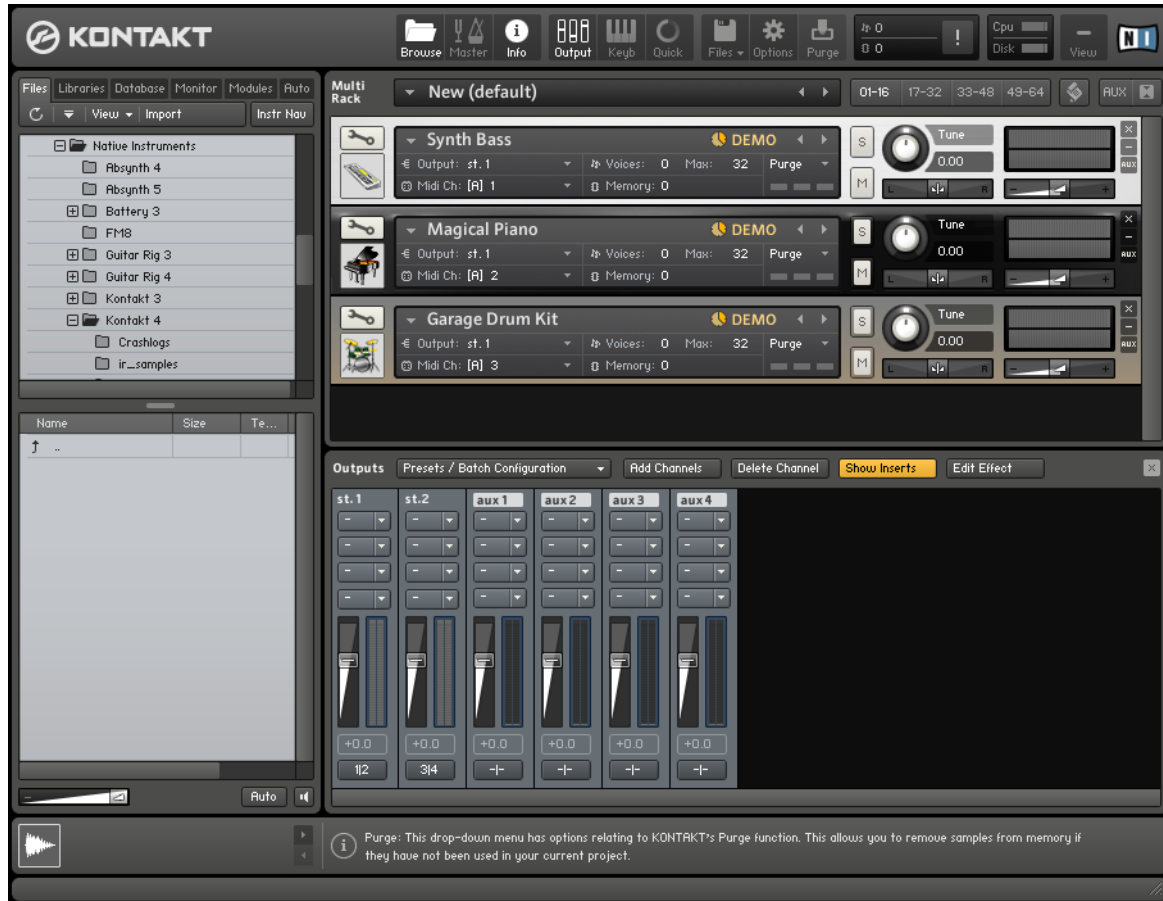 KONTAKT
Browse Master Info Output Keyb Quick Files Options Purge
0
0
!
Cpu
Disk
View
NI
Files Libraries Database Monitor Modules Auto
View Import Instr Nav
Native Instruments
Absynth 4
Absynth 5
Battery 3
FM8
Guitar Rig 3
Guitar Rig 4
Kontakt 3
Kontakt 4
Crashlogs
ir_samples
Name Size Te...
..
Auto
Multi
Rack
New (default)
01-16 17-32 33-48 49-64 AUX
Synth Bass DEMO
Output: st.1 Voices: 0 Max: 32 Purge
Midi Ch: [A] 1 Memory: 0
S
M
Tune
0.00
L R
- +
×
-
AUX
Magical Piano DEMO
Output: st.1 Voices: 0 Max: 32 Purge
Midi Ch: [A] 2 Memory: 0
S
M
Tune
0.00
L R
- +
×
-
AUX
Garage Drum Kit DEMO
Output: st.1 Voices: 0 Max: 32 Purge
Midi Ch: [A] 3 Memory: 0
S
M
Tune
0.00
L R
- +
×
-
AUX
Outputs Presets / Batch Configuration Add Channels Delete Channel Show Inserts Edit Effect
st.1 st.2 aux1 aux2 aux3 aux4
- - - - - -
- - - - - -
- - - - - -
- - - - - -
+0.0 +0.0 +0.0 +0.0 +0.0 +0.0
1|2 3|4 -|- -|- -|- -|-
i
Purge: This drop-down menu has options relating to KONTAKT's Purge function. This allows you to remove samples from memory if
they have not been used in your current project.